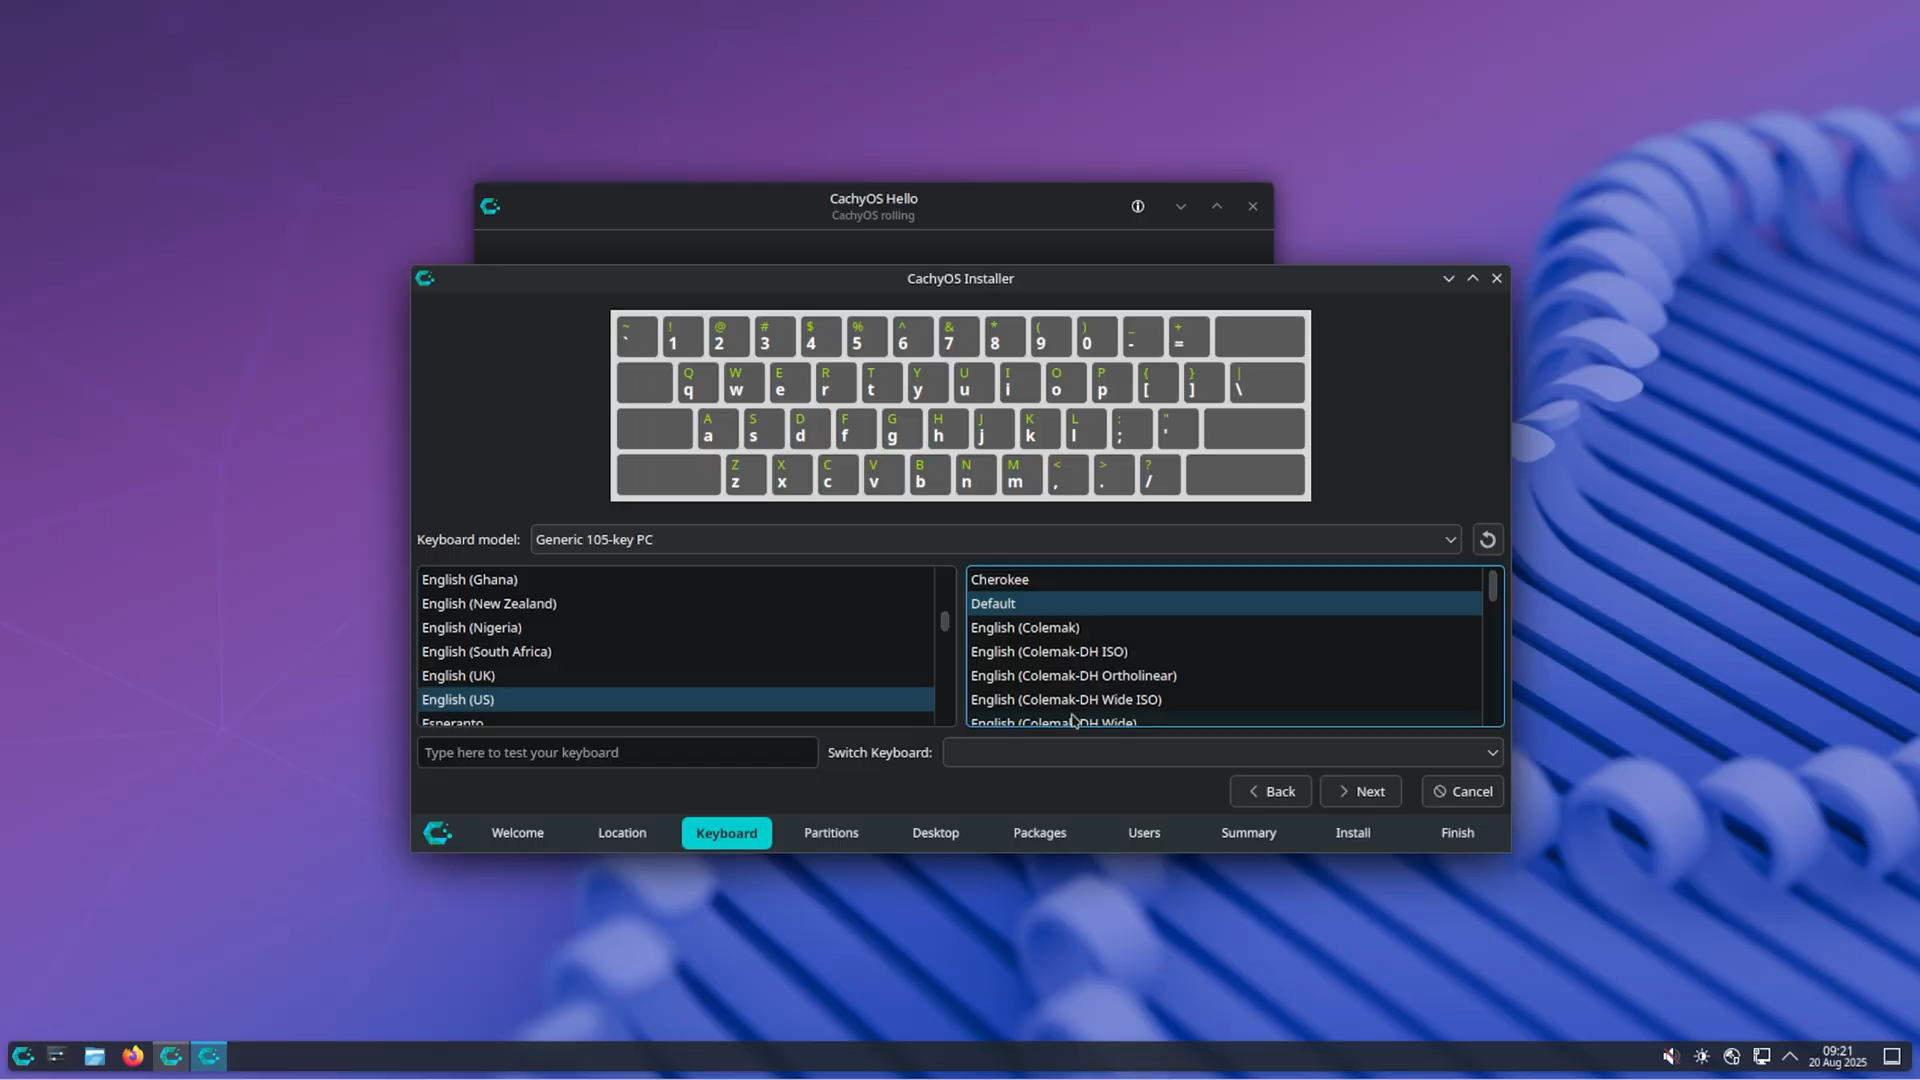 CachyOS Hello
CachyOS rolling
CachyOS Installer
~ ! @ # $ % ^ & * ( ) _ +
` 1 2 3 4 5 6 7 8 9 0 - =
Q W E R T Y U I O P { } |
q w e r t y u i o p [ ] \
A S D F G H J K L : "
a s d f g h j k l ; '
Z X C V B N M < > ?
z x c v b n m , . /
Keyboard model: Generic 105-key PC
English (Ghana)
English (New Zealand)
English (Nigeria)
English (South Africa)
English (UK)
English (US)
Esperanto
Cherokee
Default
English (Colemak)
English (Colemak-DH ISO)
English (Colemak-DH Ortholinear)
English (Colemak-DH Wide ISO)
English (Colemak-DH Wide)
Type here to test your keyboard
Switch Keyboard:
Back Next Cancel
Welcome Location Keyboard Partitions Desktop Packages Users Summary Install Finish
09:21
20 Aug 2025